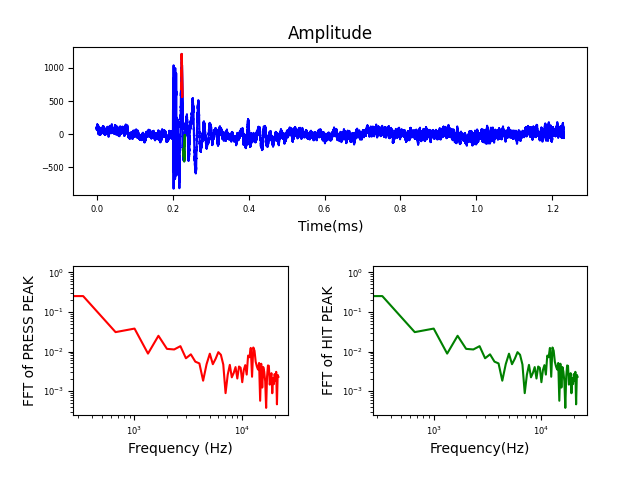 Amplitude
1000
500
0
−500
0.0 0.2 0.4 0.6 0.8 1.0 1.2
Time(ms)
FFT of PRESS PEAK
10⁰
10⁻¹
10⁻²
10⁻³
10³ 10⁴
Frequency (Hz)
FFT of HIT PEAK
10⁰
10⁻¹
10⁻²
10⁻³
10³ 10⁴
Frequency(Hz)